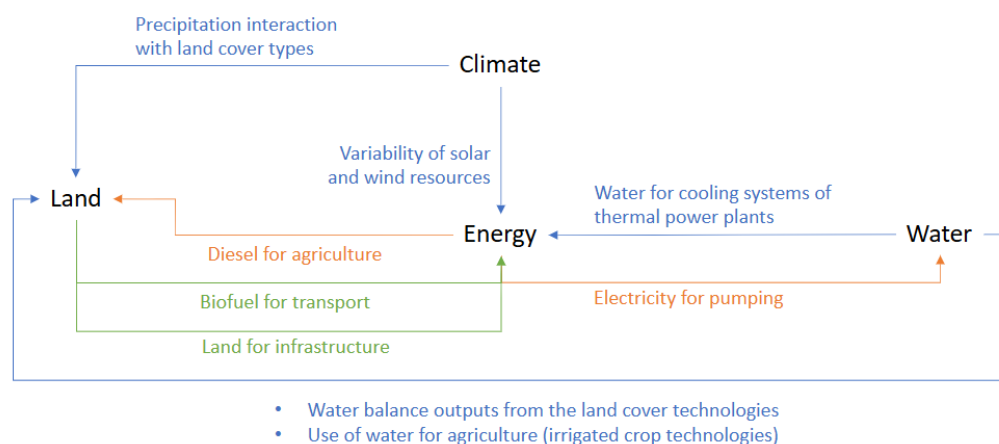 Precipitation interaction
with land cover types
Climate
Variability of solar
and wind resources
Water for cooling systems of
thermal power plants
Land
Energy
Water
Diesel for agriculture
Biofuel for transport
Electricity for pumping
Land for infrastructure
• Water balance outputs from the land cover technologies
• Use of water for agriculture (irrigated crop technologies)